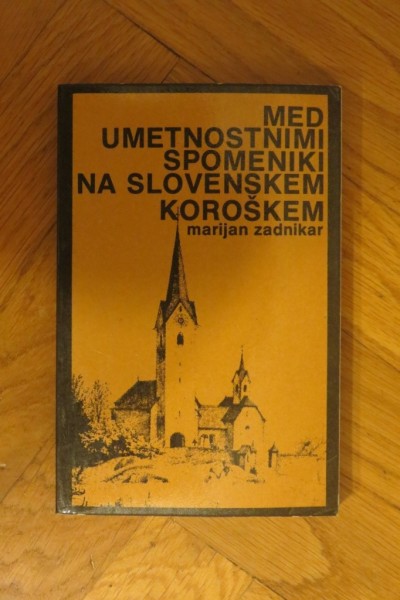 MED
UMETNOSTNIMI
SPOMENIKI
NA SLOVENSKEM
KOROŠKEM
marijan zadnikar